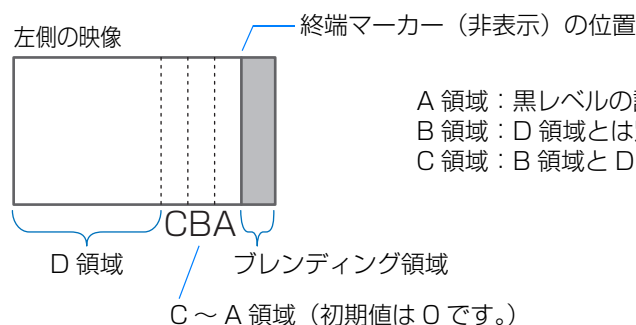 終端マーカー（非表示）の位置
左側の映像
A 領域：黒レベルの
B 領域：D 領域とは
C 領域：B 領域と D
CBA
D 領域
ブレンディング領域
C～A 領域（初期値は 0 です。）